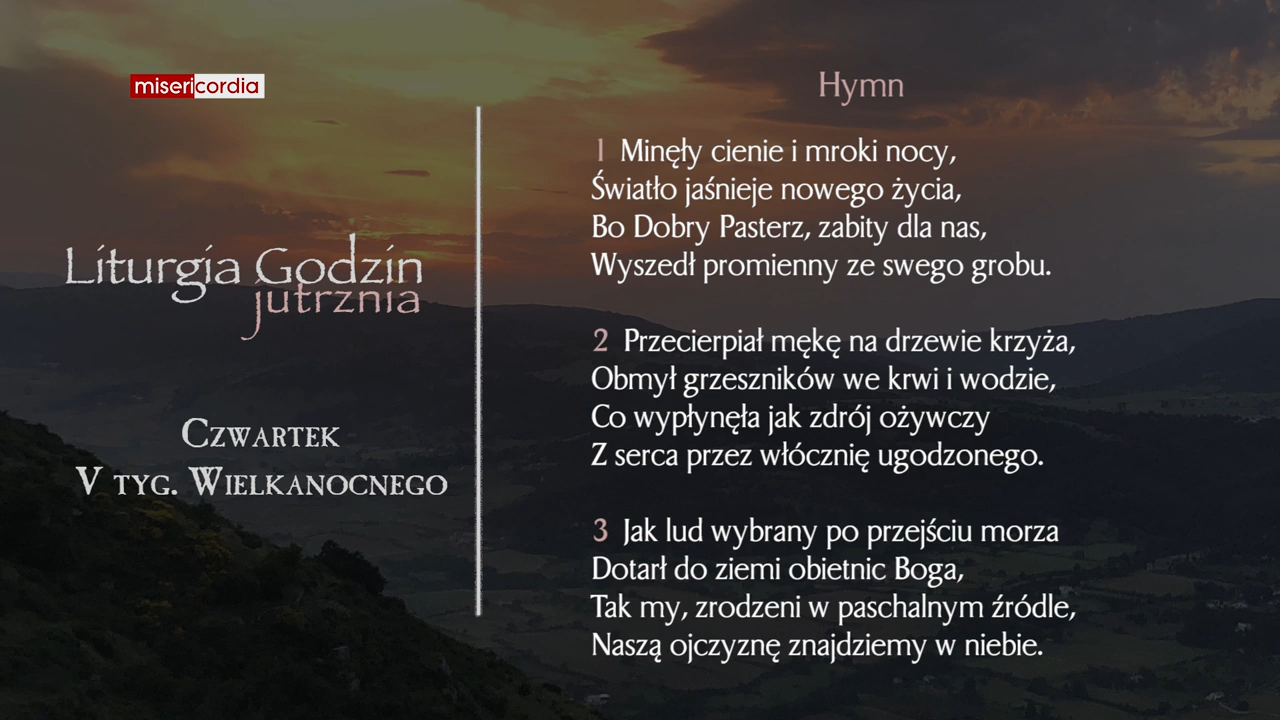 misericordia
Liturgia Godzin
jutrznia
Czwartek
V tyg. Wielkanocnego
Hymn
1 Minęły cienie i mroki nocy,
Światło jaśnieje nowego życia,
Bo Dobry Pasterz, zabity dla nas,
Wyszedł promienny ze swego grobu.
2 Przecierpiał mękę na drzewie krzyża,
Obmył grzeszników we krwi i wodzie,
Co wypłynęła jak zdrój ożywczy
Z serca przez włócznię ugodzonego.
3 Jak lud wybrany po przejściu morza
Dotarł do ziemi obietnic Boga,
Tak my, zrodzeni w paschalnym źródle,
Naszą ojczyznę znajdziemy w niebie.